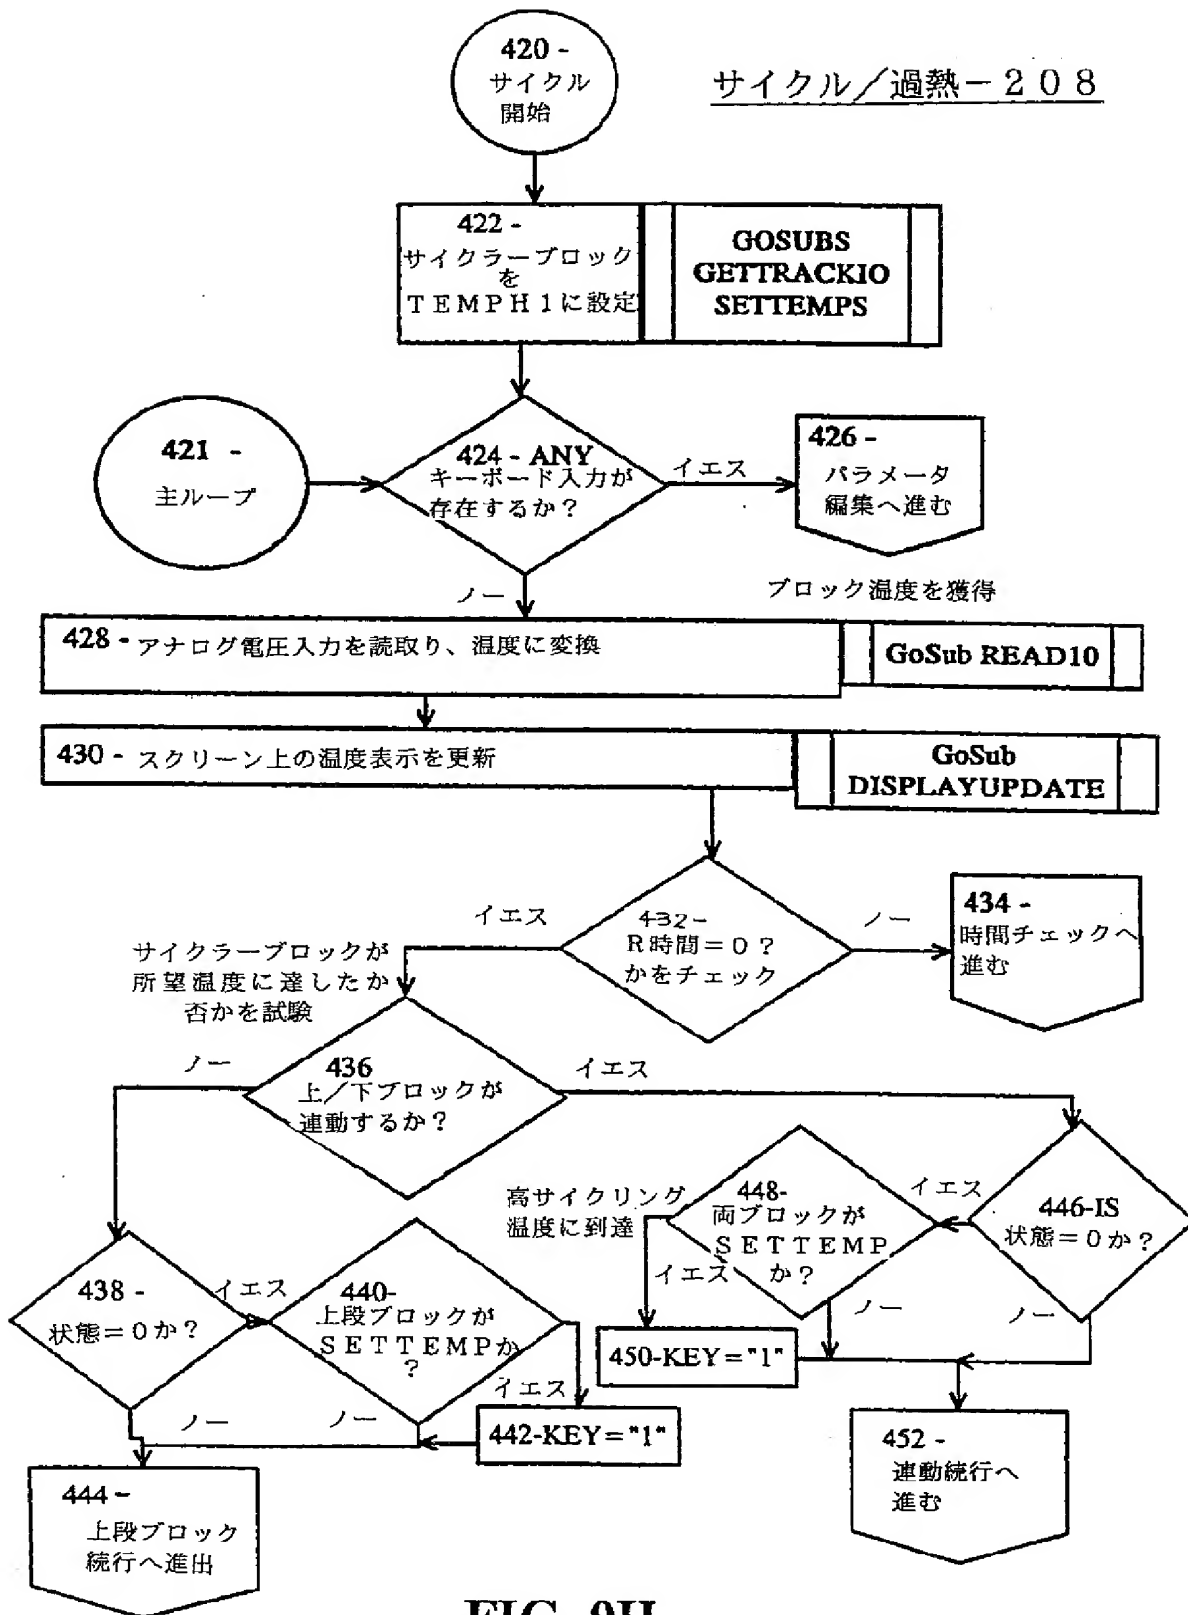 420 -
サイクル
開始
サイクル／過熱－２０８
422 -
サイクラーブロック
を
ＴＥＭＰＨ１に設定
GOSUBS
GETTRACKIO
SETTEMPS
421 -
主ループ
424 - ANY
キーボード入力が
存在するか？
イエス
426 -
パラメータ
編集へ進む
ノー
ブロック温度を獲得
428 - アナログ電圧入力を読取り、温度に変換
GoSub READ10
430 - スクリーン上の温度表示を更新
GoSub
DISPLAYUPDATE
イエス
432-
Ｒ時間＝０？
かをチェック
ノー
434 -
時間チェックへ
進む
サイクラーブロックが
所望温度に達したか
否かを試験
ノー
436
上／下ブロックが
連動するか？
イエス
高サイクリング
温度に到達
448-
両ブロックが
ＳＥＴＴＥＭＰ
か？
イエス
446-IS
状態＝０か？
438 -
状態＝０か？
イエス
440-
上段ブロックが
ＳＥＴＴＥＭＰか
？
イエス
ノー
ノー
450-KEY="1"
イエス
ノー
ノー
442-KEY="1"
444 -
上段ブロック
続行へ進出
452 -
連動続行へ
進む
FIG. 9H